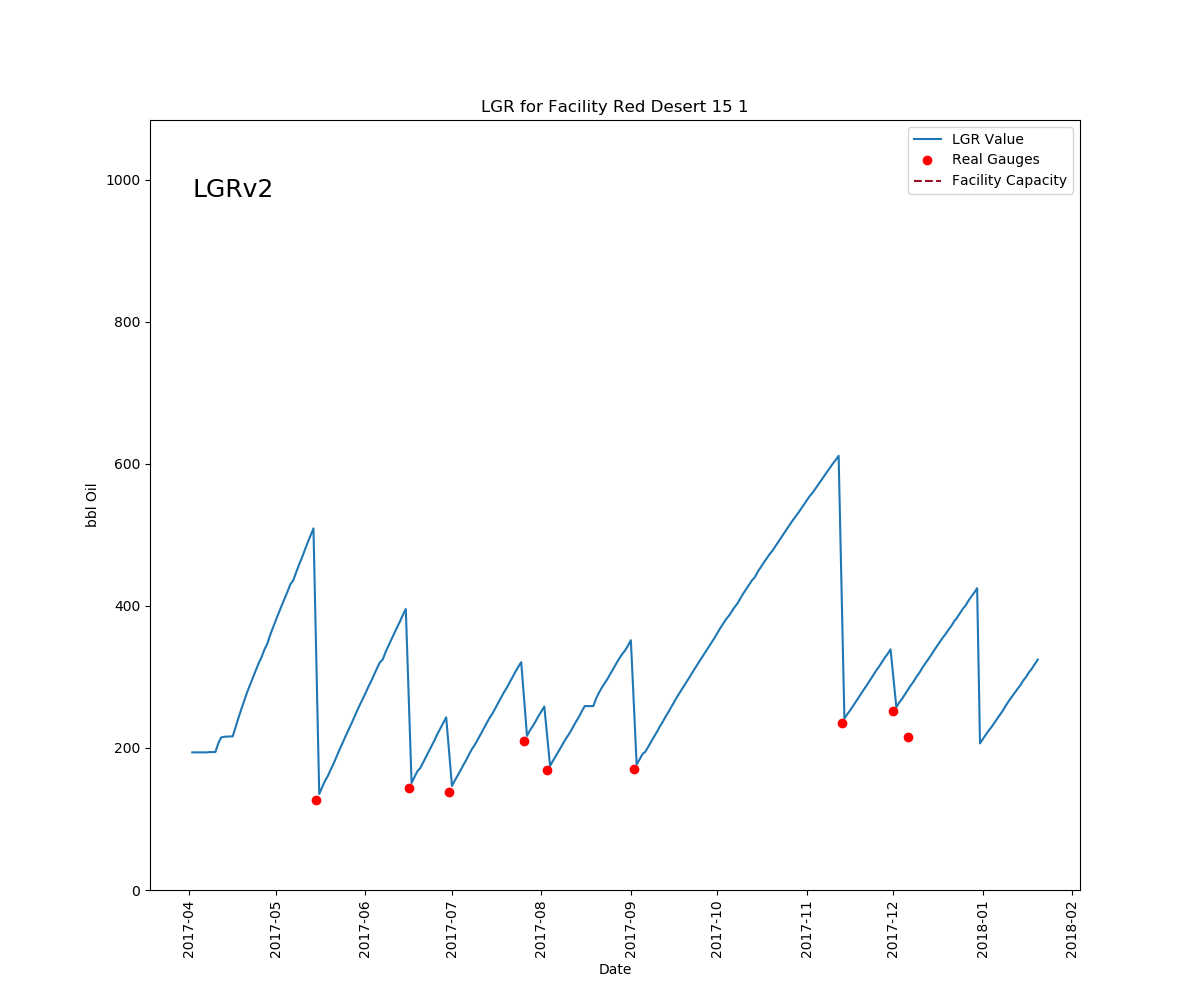 LGR for Facility Red Desert 15 1
LGRv2
LGR Value
Real Gauges
Facility Capacity
bbl Oil
1000
800
600
400
200
0
2017-04
2017-05
2017-06
2017-07
2017-08
2017-09
2017-10
2017-11
2017-12
2018-01
2018-02
Date